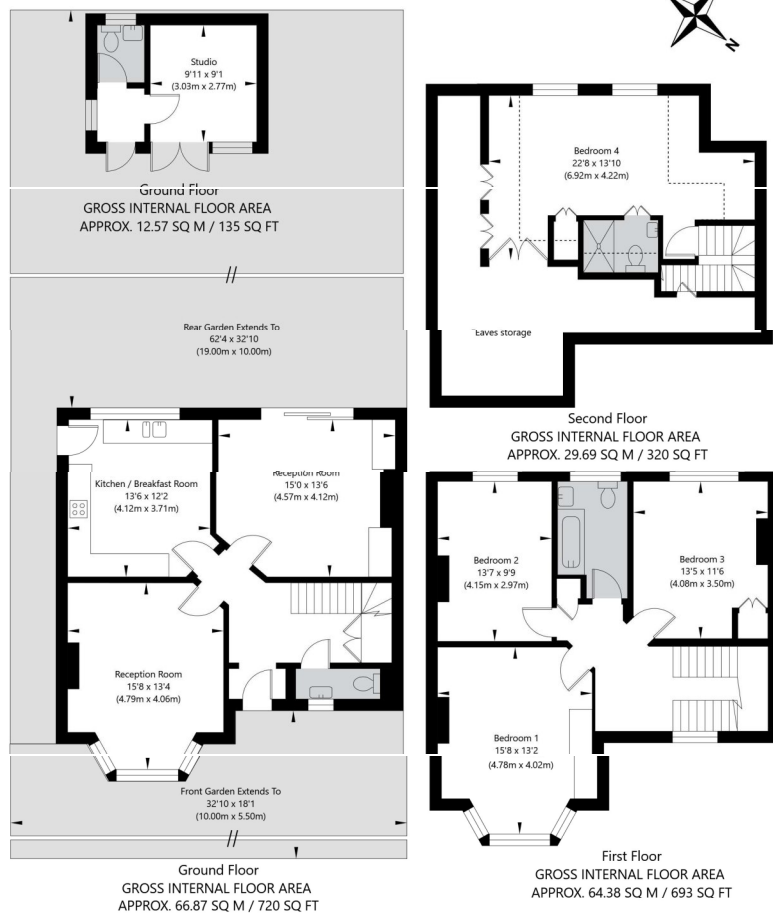 N
Studio
9'11 x 9'1
(3.03m x 2.77m)
Ground Floor
GROSS INTERNAL FLOOR AREA
APPROX. 12.57 SQ M / 135 SQ FT
//
Rear Garden Extends To
62'4 x 32'10
(19.00m x 10.00m)
Kitchen / Breakfast Room
13'6 x 12'2
(4.12m x 3.71m)
Reception Room
15'0 x 13'6
(4.57m x 4.12m)
Reception Room
15'8 x 13'4
(4.79m x 4.06m)
Front Garden Extends To
32'10 x 18'1
(10.00m x 5.50m)
//
Ground Floor
GROSS INTERNAL FLOOR AREA
APPROX. 66.87 SQ M / 720 SQ FT
Bedroom 4
22'8 x 13'10
(6.92m x 4.22m)
Eaves storage
Second Floor
GROSS INTERNAL FLOOR AREA
APPROX. 29.69 SQ M / 320 SQ FT
Bedroom 2
13'7 x 9'9
(4.15m x 2.97m)
Bedroom 3
13'5 x 11'6
(4.08m x 3.50m)
Bedroom 1
15'8 x 13'2
(4.78m x 4.02m)
First Floor
GROSS INTERNAL FLOOR AREA
APPROX. 64.38 SQ M / 693 SQ FT